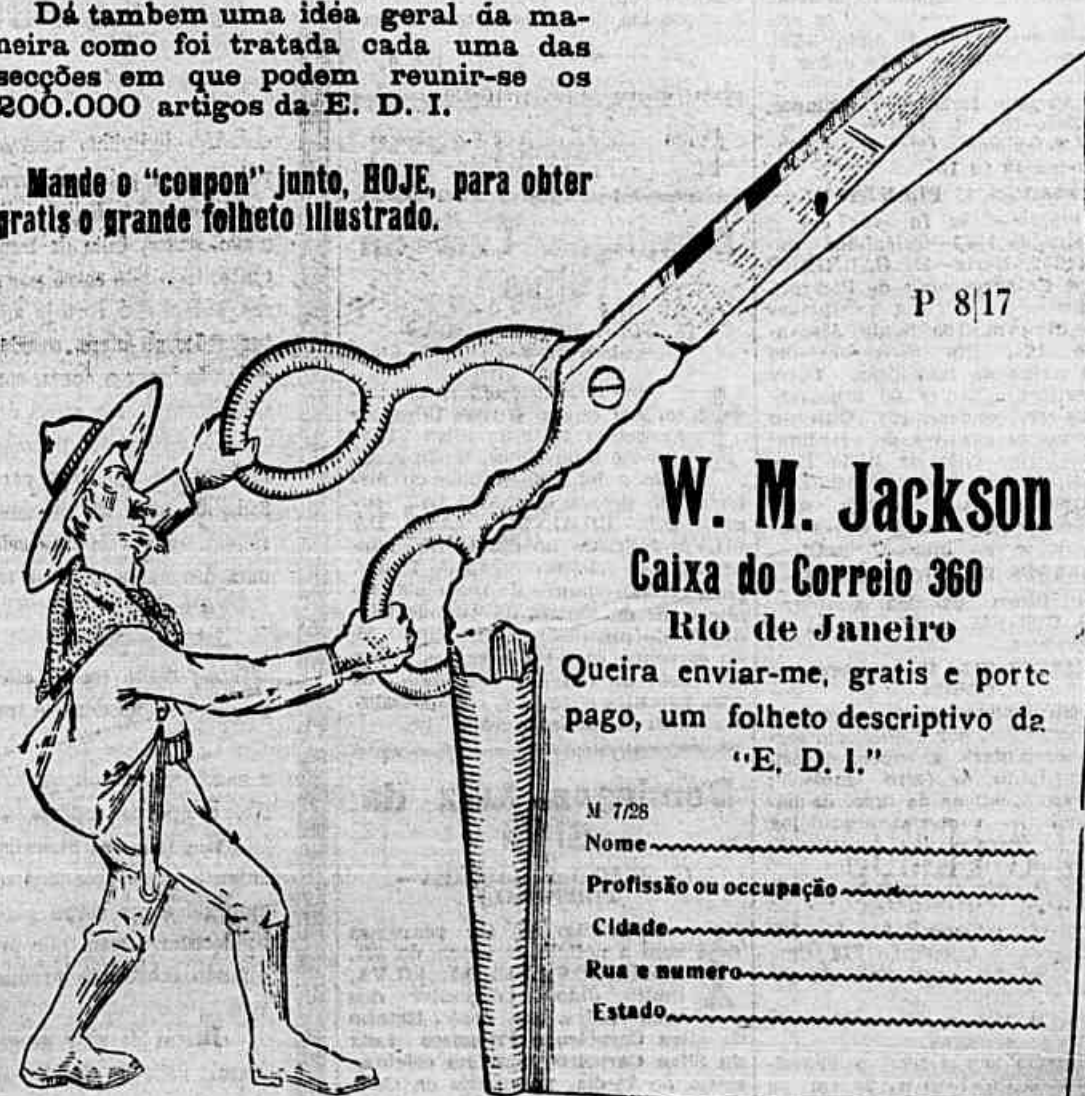 Dá tambem uma idéa geral da ma-
neira como foi tratada cada uma das
secções em que podem reunir-se os
200.000 artigos da E. D. I.
Mande o "coupon" junto, HOJE, para obter
gratis o grande folheto illustrado.
P 8|17
W. M. Jackson
Caixa do Correio 360
Rio de Janeiro
Queira enviar-me, gratis e porte
pago, um folheto descriptivo da
"E. D. I."
M 7/28
Nome
Profissão ou occupação
Cidade
Rua e numero
Estado